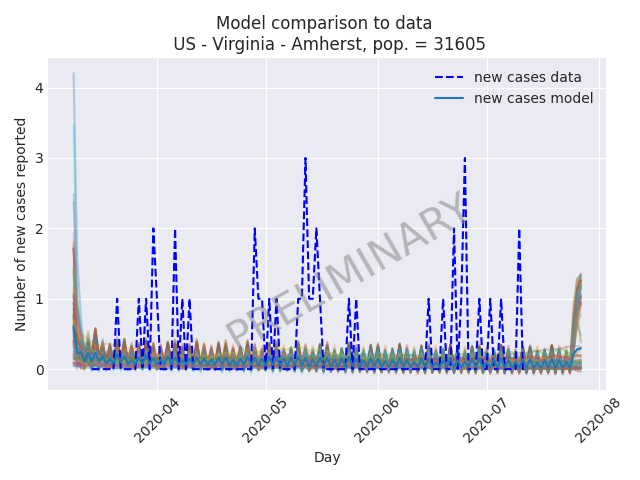 Model comparison to data
US - Virginia - Amherst, pop. = 31605
new cases data
new cases model
PRELIMINARY
Number of new cases reported
4
3
2
1
0
2020-04
2020-05
2020-06
2020-07
2020-08
Day